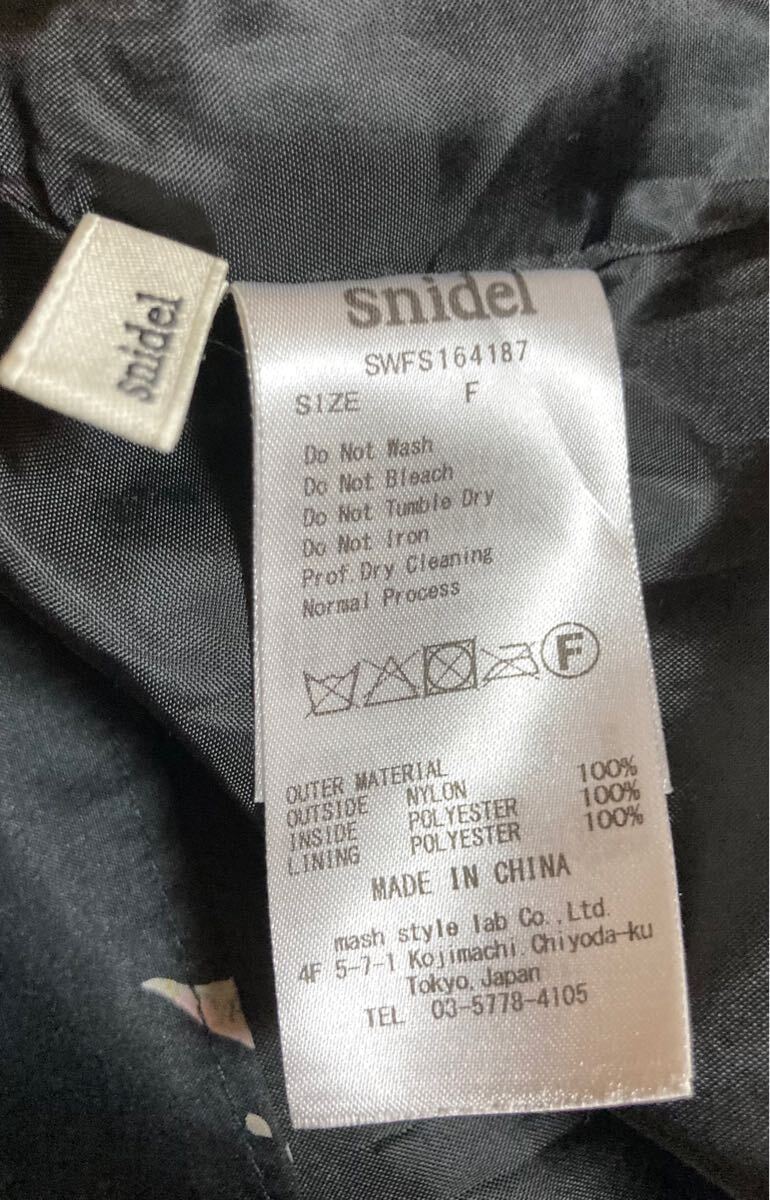 snidel
snidel
SWFS164187
SIZE F
Do Not Wash
Do Not Bleach
Do Not Tumble Dry
Do Not Iron
Prof.Dry Cleaning
Normal Process
F
OUTER MATERIAL
OUTSIDE NYLON 100%
INSIDE POLYESTER 100%
LINING POLYESTER 100%
MADE IN CHINA
mash style lab Co.,Ltd.
4F 5-7-1 Kojimachi.Chiyoda-ku
Tokyo,Japan
TEL 03-5778-4105